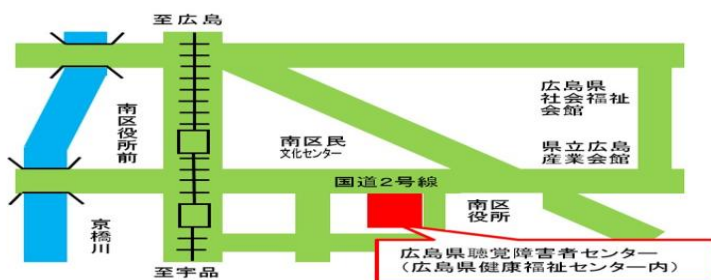 至広島
南区役所前
南区民
文化センター
広島県
社会福祉
会館
県立広島
産業会館
国道2号線
南区
役所
京橋川
至宇品
広島県聴覚障害者センター
(広島県健康福祉センター内)